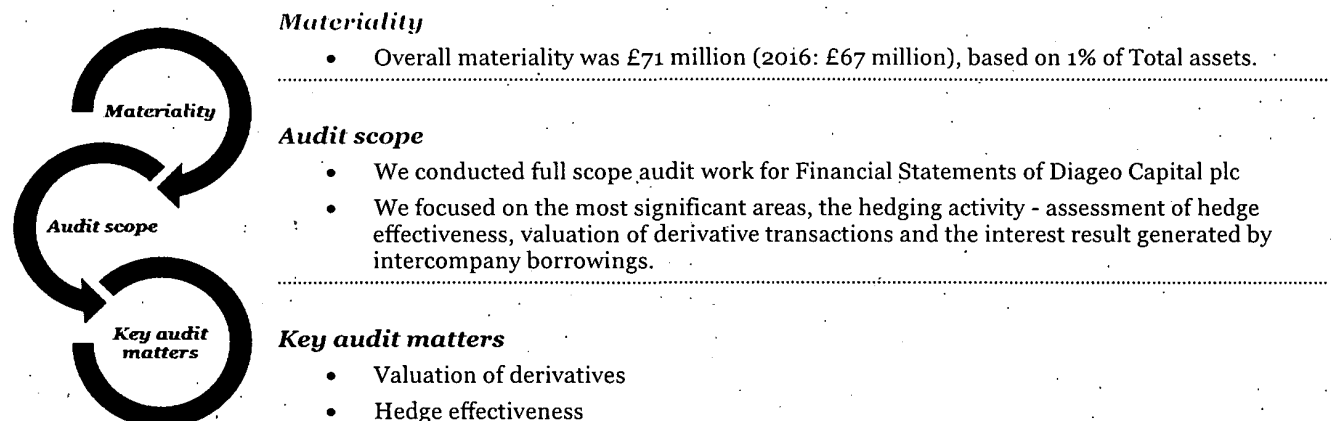 Materiality
• Overall materiality was £71 million (2016: £67 million), based on 1% of Total assets.
Materiality
Audit scope
• We conducted full scope audit work for Financial Statements of Diageo Capital plc
• We focused on the most significant areas, the hedging activity - assessment of hedge
effectiveness, valuation of derivative transactions and the interest result generated by
intercompany borrowings.
Audit scope
Key audit matters
• Valuation of derivatives
• Hedge effectiveness
Key audit
matters